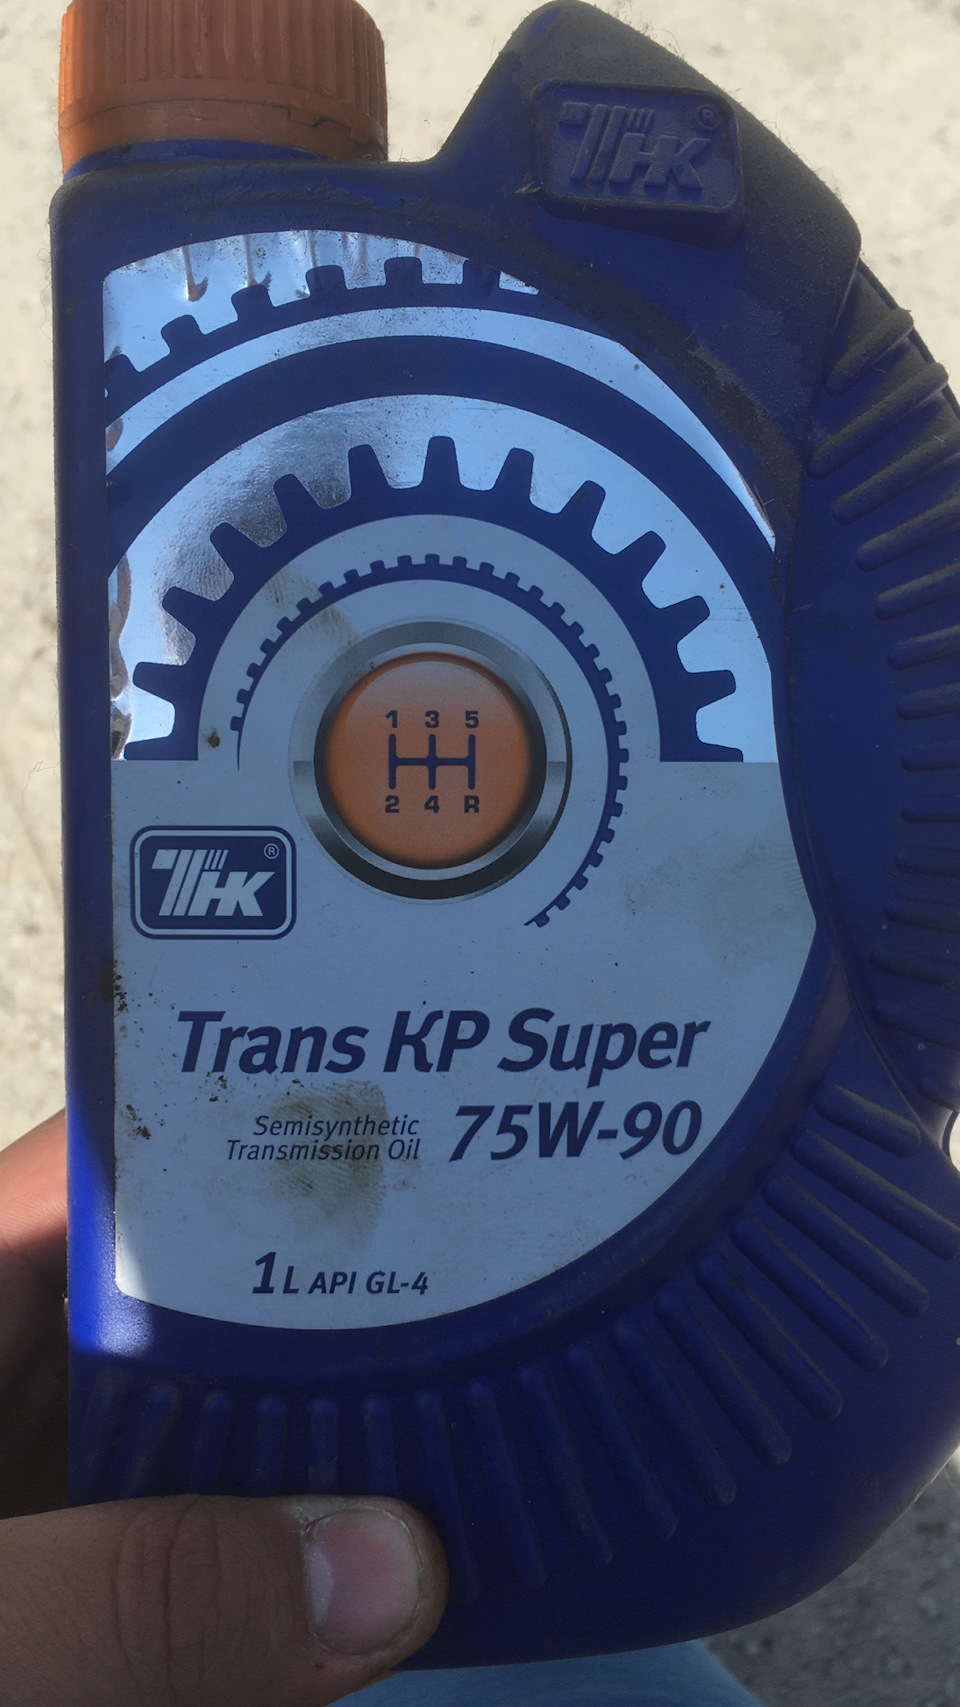 ТНК®
1 3 5
2 4 R
ТНК®
Trans KP Super
Semisynthetic
Transmission Oil
75W-90
1L API GL-4